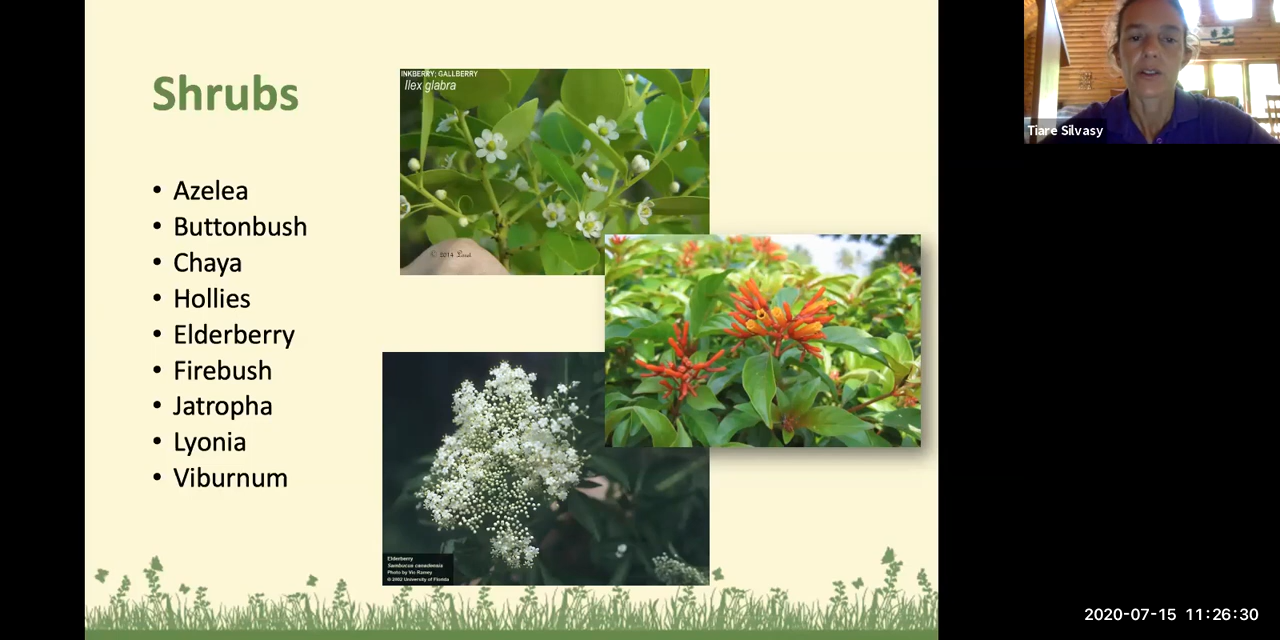 Shrubs
• Azelea
• Buttonbush
• Chaya
• Hollies
• Elderberry
• Firebush
• Jatropha
• Lyonia
• Viburnum
INKBERRY; GALLBERRY
Ilex glabra
© 2014
Elderberry
Sambucus canadensis
Photo by Vic Ramey
© 2002 University of Florida
Tiare Silvasy
2020-07-15 11:26:30